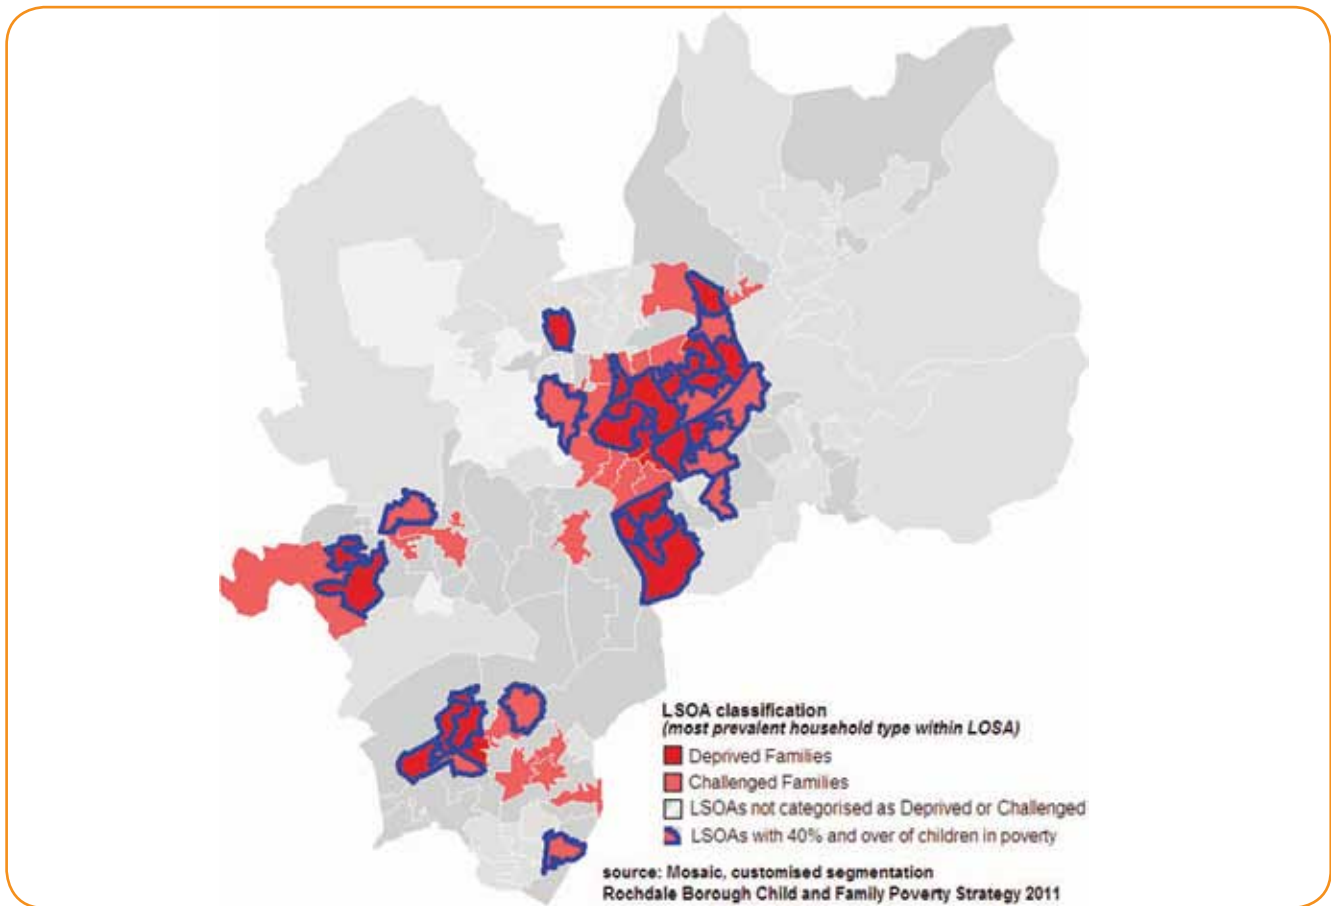 LSOA classification
(most prevalent household type within LOSA)
Deprived Families
Challenged Families
LSOAs not categorised as Deprived or Challenged
LSOAs with 40% and over of children in poverty
source: Mosaic, customised segmentation
Rochdale Borough Child and Family Poverty Strategy 2011